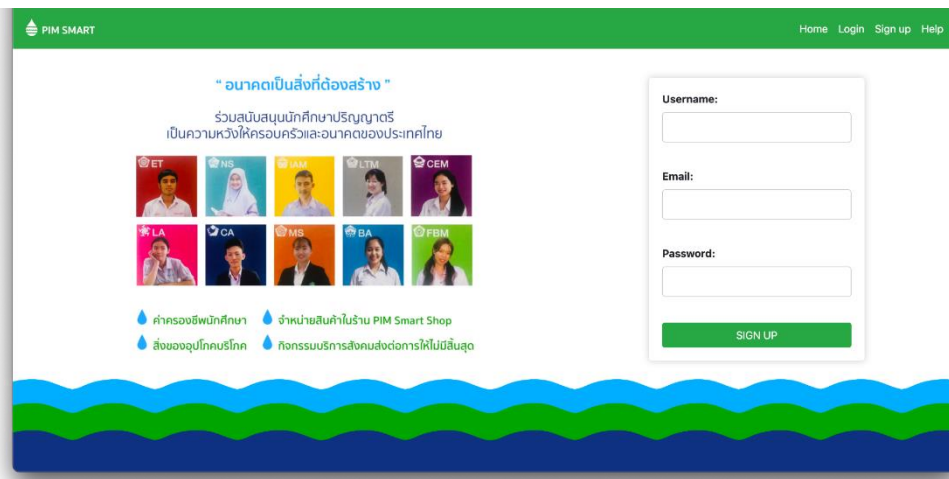 PIM SMART
Home Login Sign up Help
“ อนาคตเป็นสิ่งที่ต้องสร้าง ”
ร่วมสนับสนุนนักศึกษาปริญญาตรี
เป็นความหวังให้ครอบครัวและอนาคตของประเทศไทย
ET NS IAM LTM CEM
LA CA MS BA FBM
ค่าครองชีพนักศึกษา จำหน่ายสินค้าในร้าน PIM Smart Shop
สิ่งของอุปโภคบริโภค กิจกรรมบริการสังคมส่งต่อการให้ไม่มีสิ้นสุด
Username:
Email:
Password:
SIGN UP